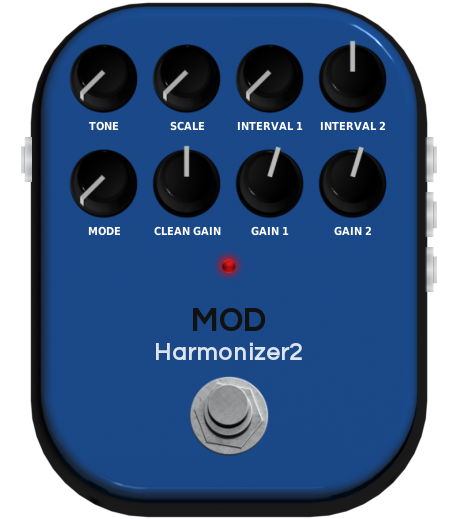 TONE SCALE INTERVAL 1 INTERVAL 2
MODE CLEAN GAIN GAIN 1 GAIN 2
MOD
Harmonizer2